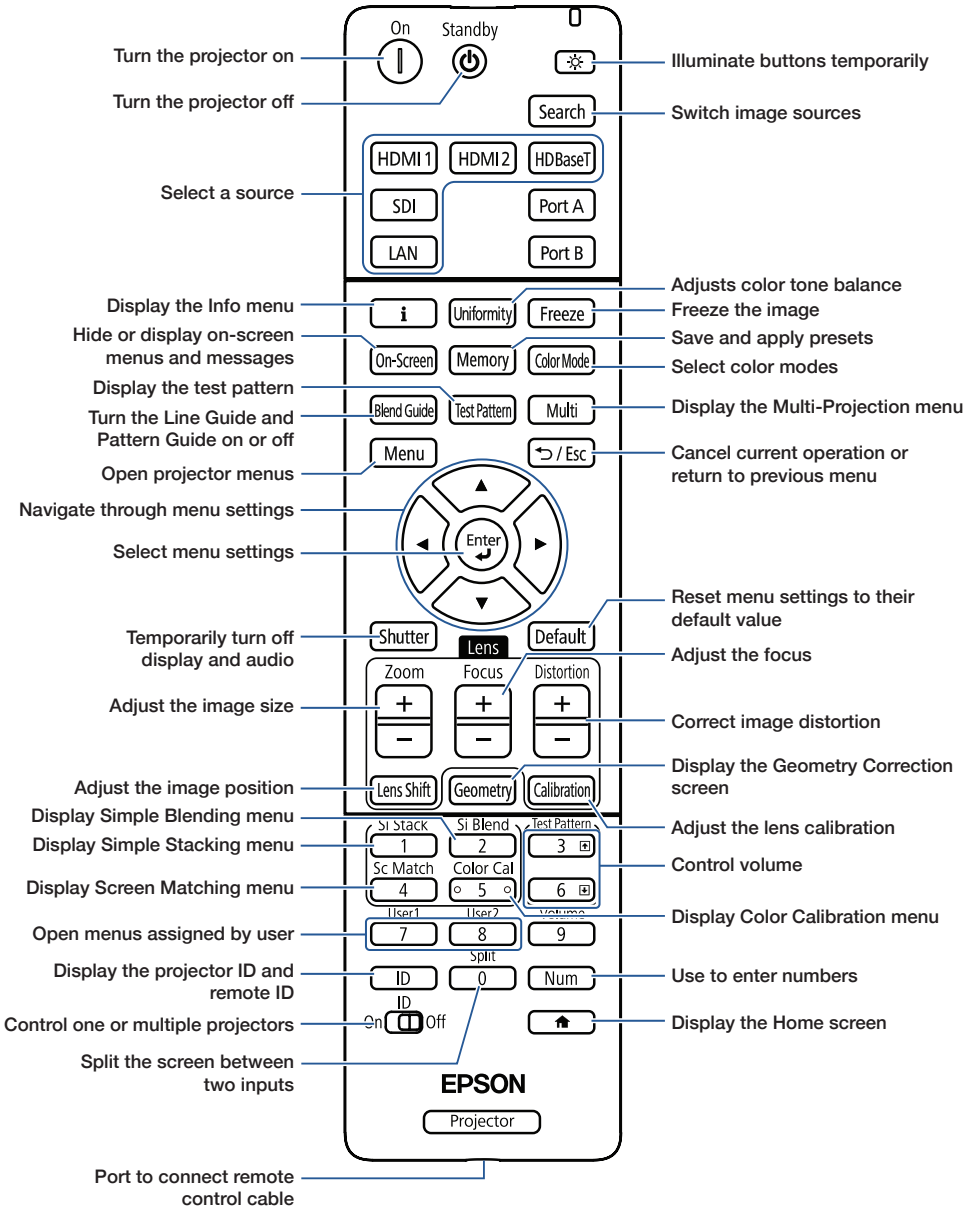 On
Standby
Turn the projector on
Illuminate buttons temporarily
Turn the projector off
Search
Switch image sources
HDMI 1
HDMI 2
HDBaseT
Select a source
SDI
Port A
LAN
Port B
Adjusts color tone balance
Display the Info menu
i
Uniformity
Freeze
Freeze the image
Hide or display on-screen
menus and messages
On-Screen
Memory
Color Mode
Save and apply presets
Select color modes
Display the test pattern
Blend Guide
Test Pattern
Multi
Display the Multi-Projection menu
Turn the Line Guide and
Pattern Guide on or off
Menu
/ Esc
Cancel current operation or
return to previous menu
Open projector menus
Navigate through menu settings
Enter
Select menu settings
Reset menu settings to their
default value
Shutter
Default
Temporarily turn off
display and audio
Lens
Adjust the focus
Zoom
Focus
Distortion
+
+
+
Adjust the image size
Correct image distortion
−
−
−
Display the Geometry Correction
screen
Adjust the image position
Lens Shift
Geometry
Calibration
Display Simple Blending menu
Si Stack
Si Blend
Test Pattern
Adjust the lens calibration
Display Simple Stacking menu
1
2
3
Control volume
Sc Match
Color Cal
Display Screen Matching menu
4
5
6
Display Color Calibration menu
User1
User2
Volume
Open menus assigned by user
7
8
9
Split
Display the projector ID and
remote ID
ID
0
Num
Use to enter numbers
ID
Control one or multiple projectors
On
Off
Display the Home screen
Split the screen between
two inputs
EPSON
Projector
Port to connect remote
control cable